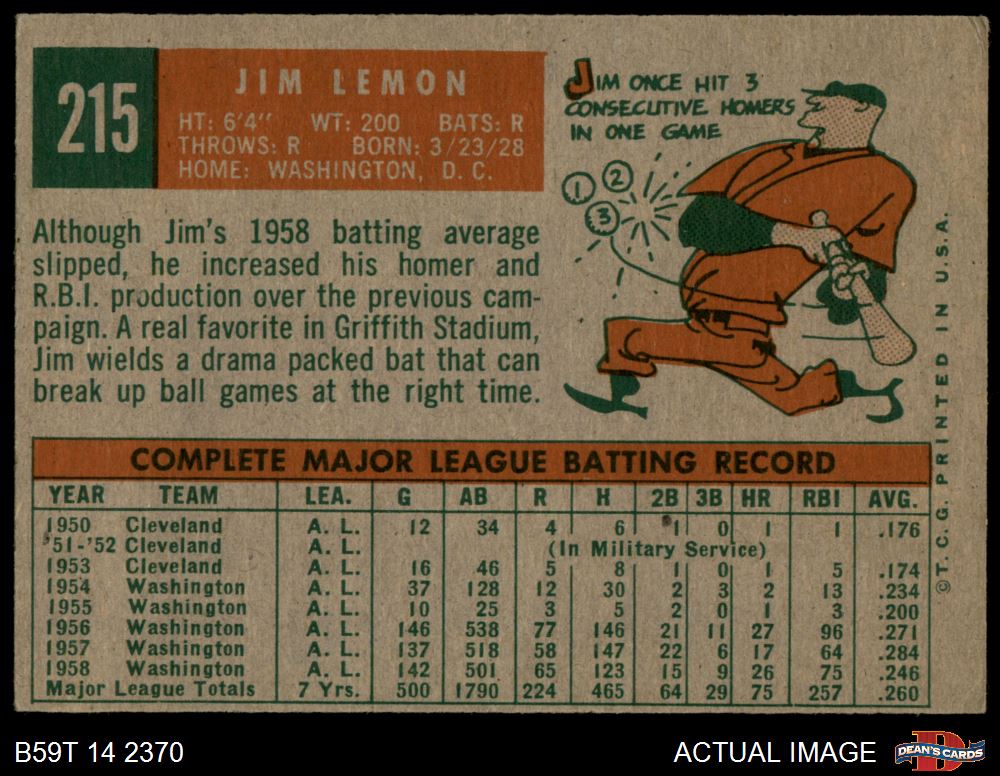 215
JIM LEMON
HT: 6'4" WT: 200 BATS: R
THROWS: R BORN: 3/23/28
HOME: WASHINGTON, D. C.
JIM ONCE HIT 3
CONSECUTIVE HOMERS
IN ONE GAME
1 2
3
Although Jim's 1958 batting average
slipped, he increased his homer and
R.B.I. production over the previous cam-
paign. A real favorite in Griffith Stadium,
Jim wields a drama packed bat that can
break up ball games at the right time.
COMPLETE MAJOR LEAGUE BATTING RECORD
YEAR TEAM LEA. G AB R H 2B 3B HR RBI AVG.
1950 Cleveland A. L. 12 34 4 6 1 0 1 1 .176
'51-'52 Cleveland A. L. (In Military Service)
1953 Cleveland A. L. 16 46 5 8 1 0 1 5 .174
1954 Washington A. L. 37 128 12 30 2 3 2 13 .234
1955 Washington A. L. 10 25 3 5 2 0 1 3 .200
1956 Washington A. L. 146 538 77 146 21 11 27 96 .271
1957 Washington A. L. 137 518 58 147 22 6 17 64 .284
1958 Washington A. L. 142 501 65 123 15 9 26 75 .246
Major League Totals 7 Yrs. 500 1790 224 465 64 29 75 257 .260
© T. C. G. PRINTED IN U. S. A.
B59T 14 2370
ACTUAL IMAGE
DEAN'S CARDS